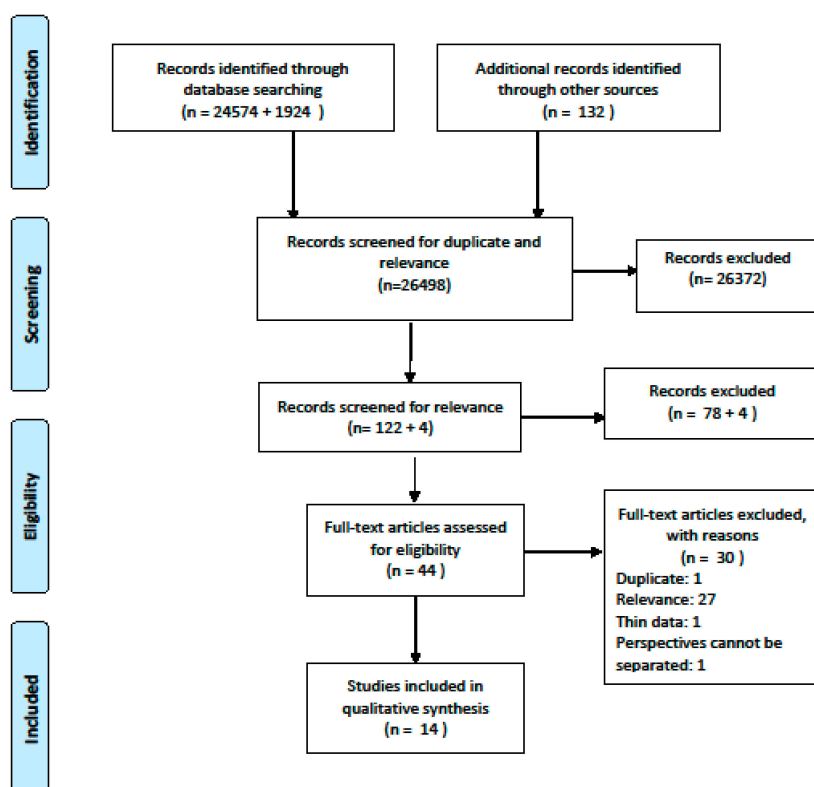 Identification
Records identified through
database searching
(n = 24574 + 1924 )
Additional records identified
through other sources
(n = 132)
Screening
Records screened for duplicate and
relevance
(n=26498)
Records excluded
(n= 26372)
Records screened for relevance
(n= 122 + 4)
Records excluded
(n = 78 + 4 )
Eligibility
Full-text articles assessed
for eligibility
(n = 44 )
Full-text articles excluded,
with reasons
(n = 30 )
Duplicate: 1
Relevance: 27
Thin data: 1
Perspectives cannot be
separated: 1
Included
Studies included in
qualitative synthesis
(n = 14 )